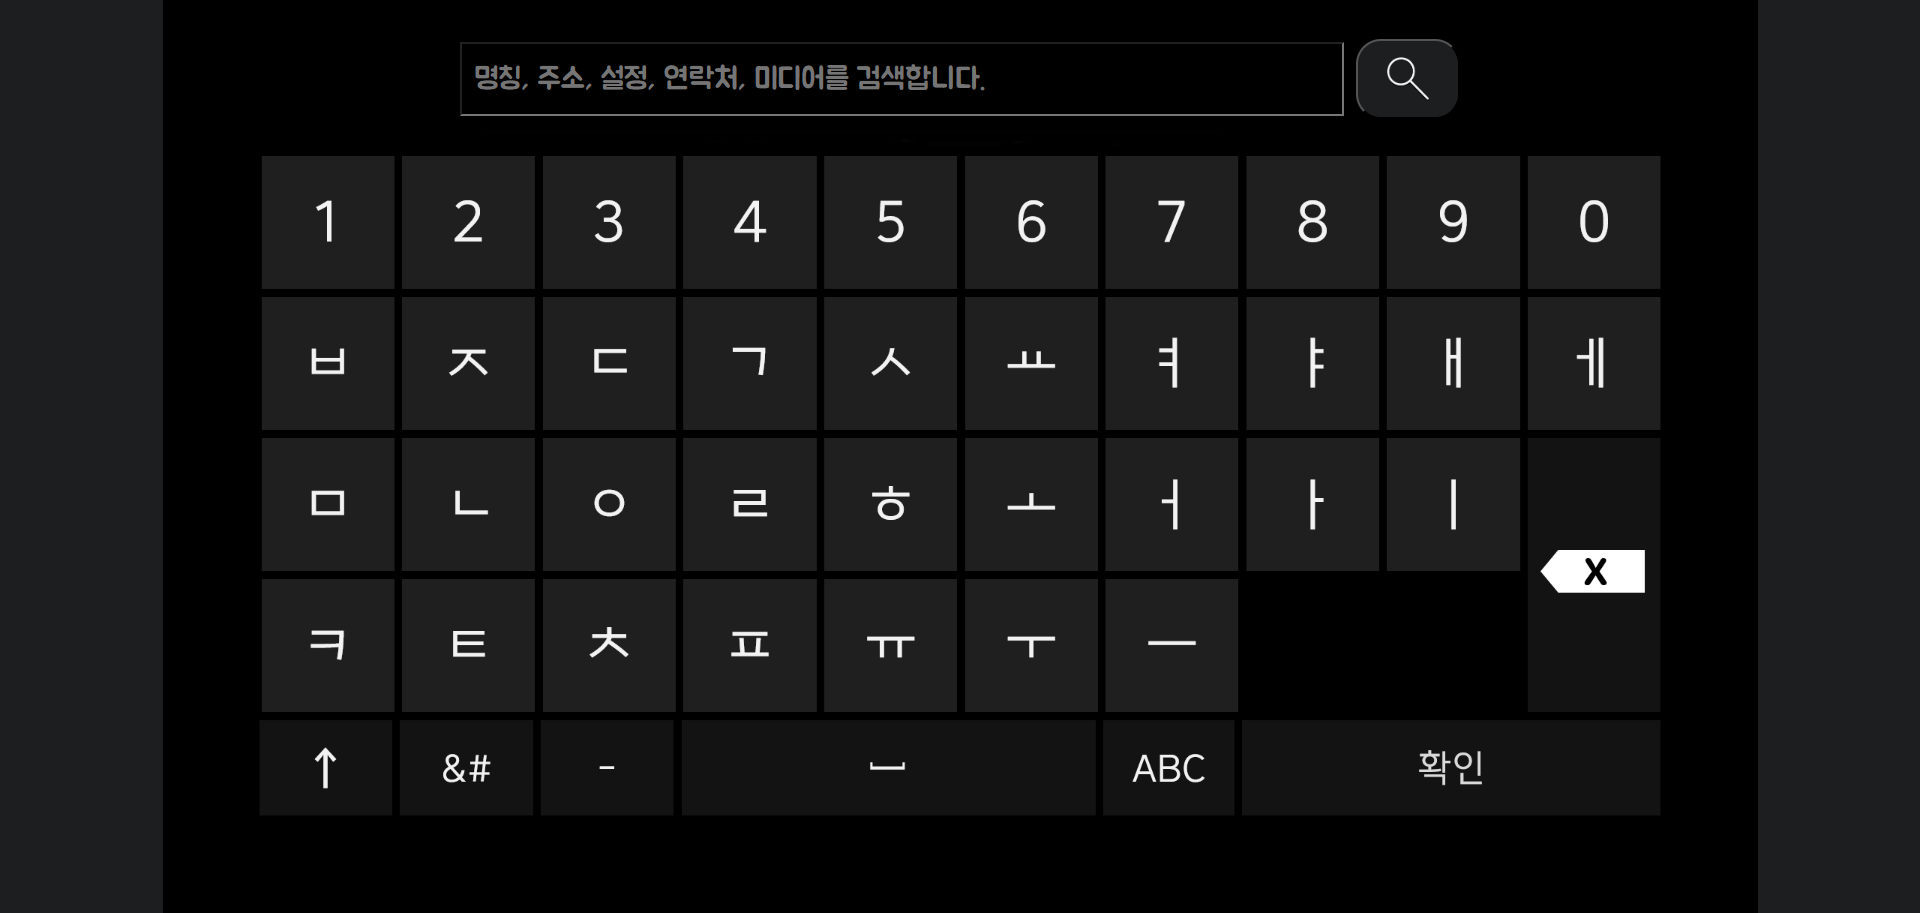 명칭, 주소, 설정, 연락처, 미디어를 검색합니다.
1 2 3 4 5 6 7 8 9 0
ㅂ ㅈ ㄷ ㄱ ㅅ ㅛ ㅕ ㅑ ㅐ ㅔ
ㅁ ㄴ ㅇ ㄹ ㅎ ㅗ ㅓ ㅏ ㅣ
X
ㅋ ㅌ ㅊ ㅍ ㅠ ㅜ ㅡ
↑ &# - ABC 확인